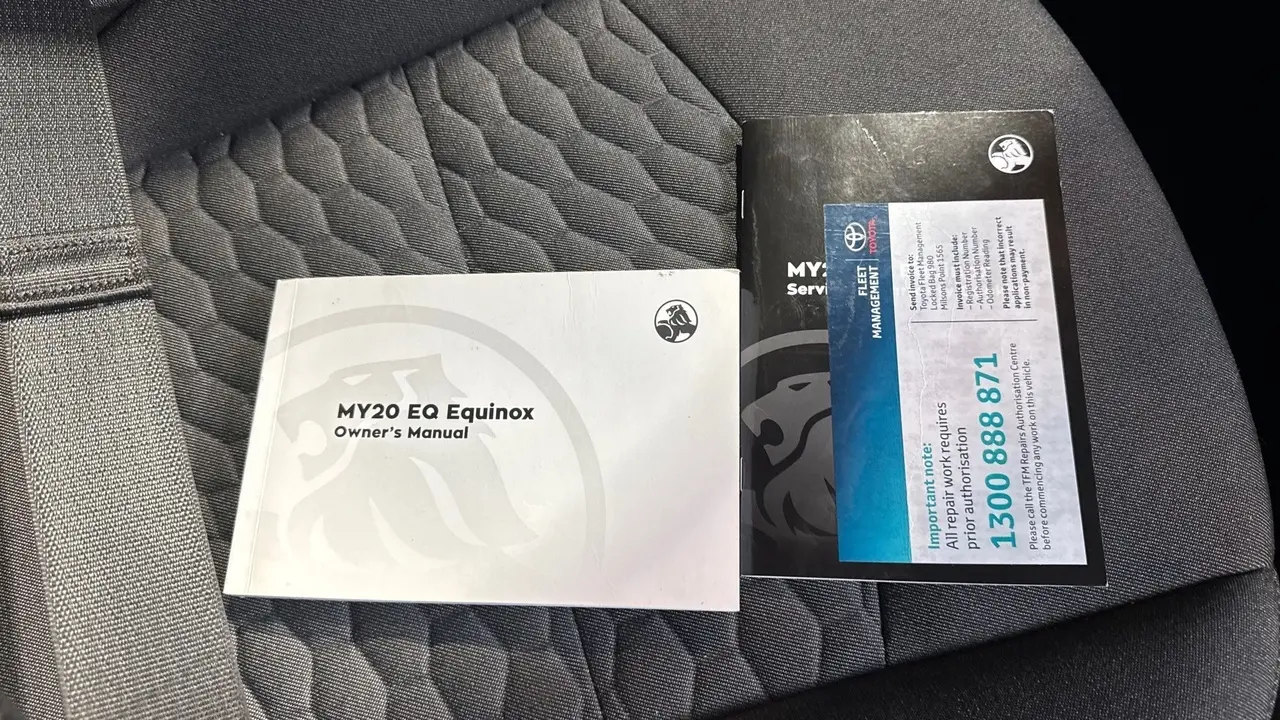 MY20 EQ Equinox
Owner's Manual
FLEET
MANAGEMENT
TOYOTA
Send invoice to:
Toyota Fleet Management
Locked Bag 980
Milsons Point 1565
Invoice must include:
– Registration Number
– Authorisation Number
– Odometer Reading
Please note that incorrect
applications may result
in non-payment.
Important note:
All repair work requires
prior authorisation
1300 888 871
Please call the TFM Repairs Authorisation Centre
before commencing any work on this vehicle.